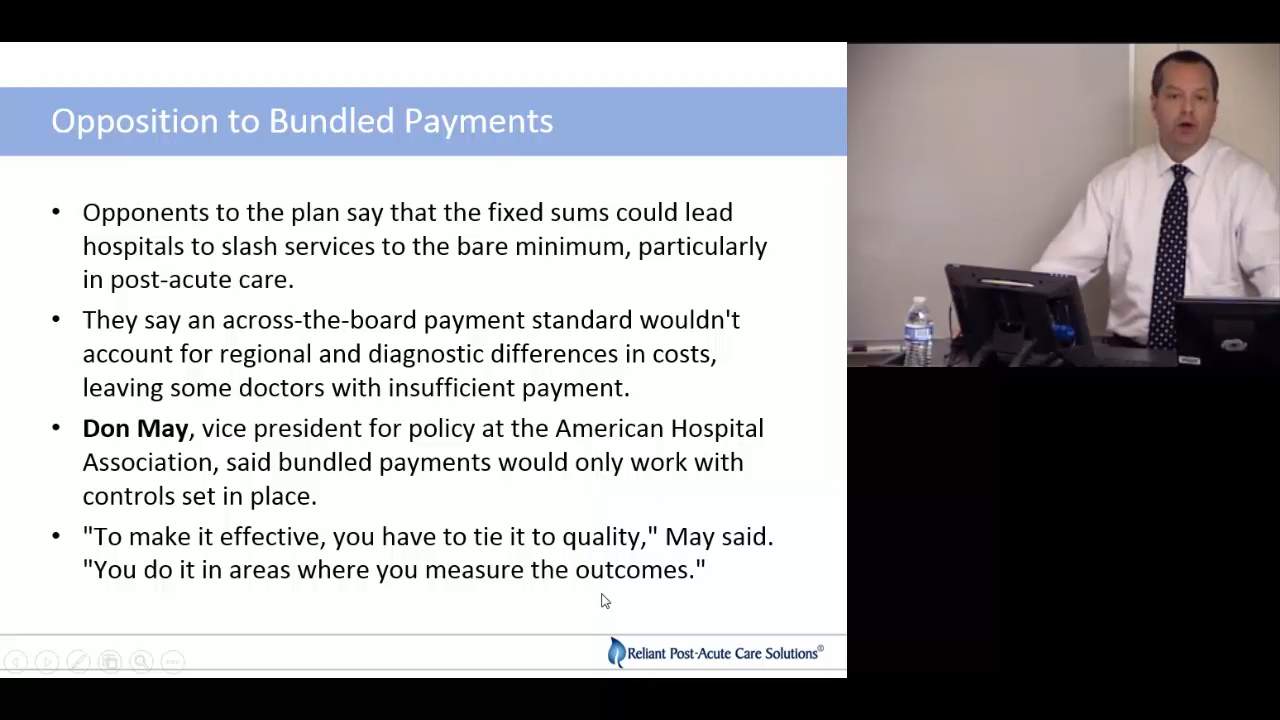 Opposition to Bundled Payments
• Opponents to the plan say that the fixed sums could lead
hospitals to slash services to the bare minimum, particularly
in post-acute care.
• They say an across-the-board payment standard wouldn't
account for regional and diagnostic differences in costs,
leaving some doctors with insufficient payment.
• Don May, vice president for policy at the American Hospital
Association, said bundled payments would only work with
controls set in place.
• "To make it effective, you have to tie it to quality," May said.
"You do it in areas where you measure the outcomes."
Reliant Post-Acute Care Solutions®